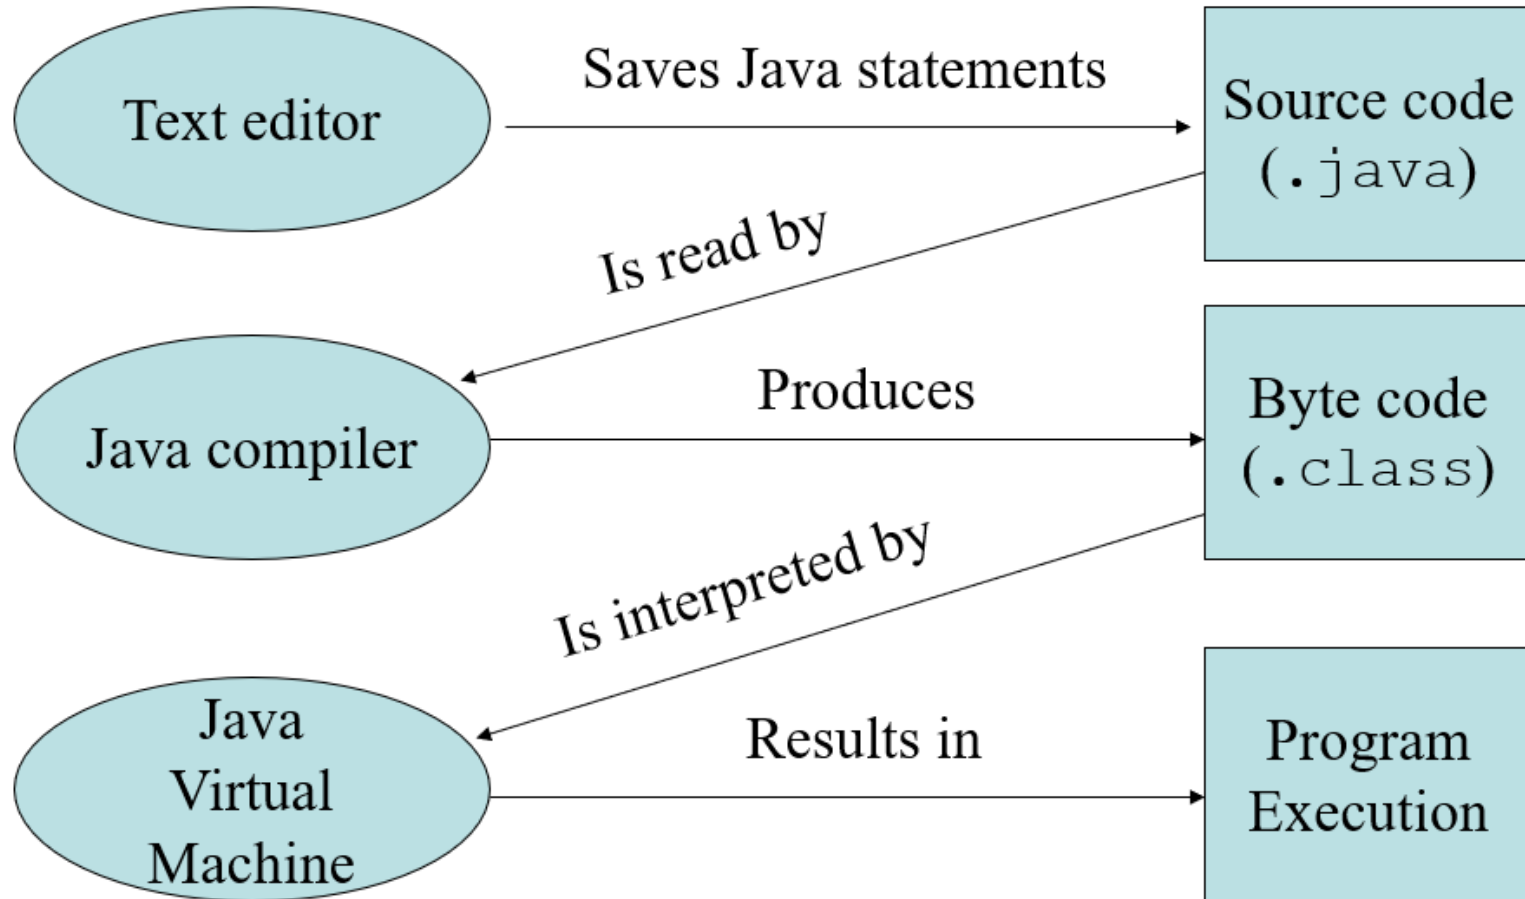 Text editor
Saves Java statements
Source code
(.java)
Is read by
Java compiler
Produces
Byte code
(.class)
Is interpreted by
Java
Virtual
Machine
Results in
Program
Execution